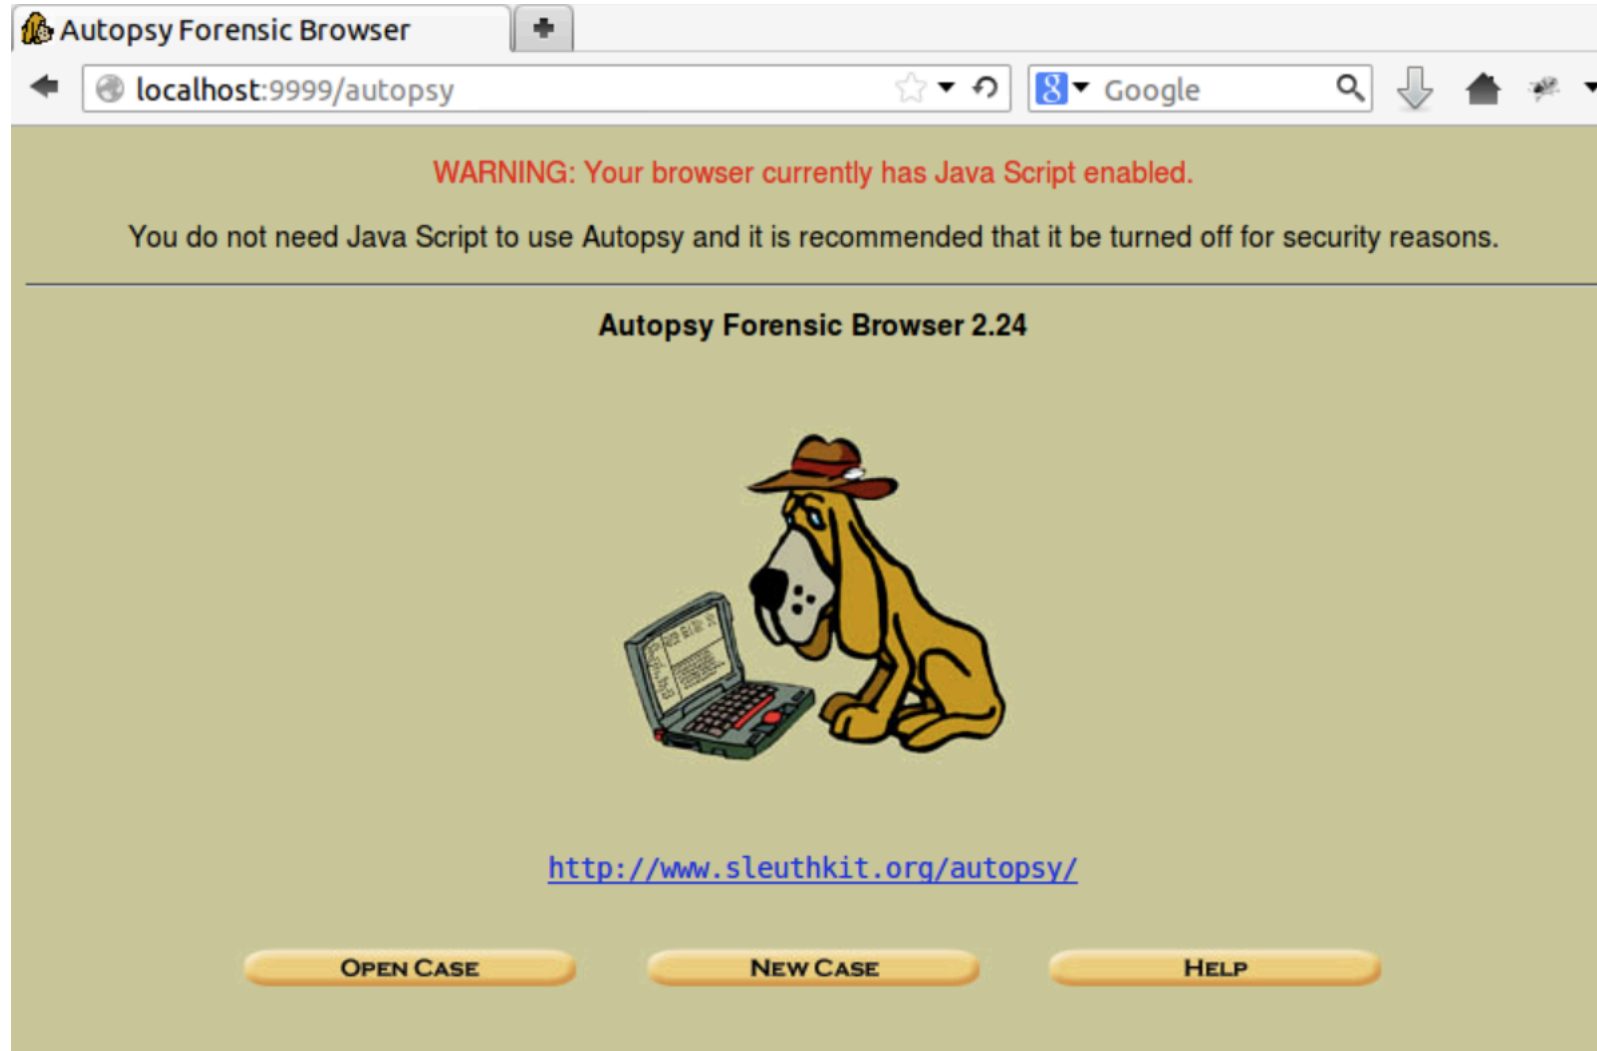 Autopsy Forensic Browser
localhost:9999/autopsy
8
Google
WARNING: Your browser currently has Java Script enabled.
You do not need Java Script to use Autopsy and it is recommended that it be turned off for security reasons.
Autopsy Forensic Browser 2.24
http://www.sleuthkit.org/autopsy/
OPEN CASE NEW CASE HELP